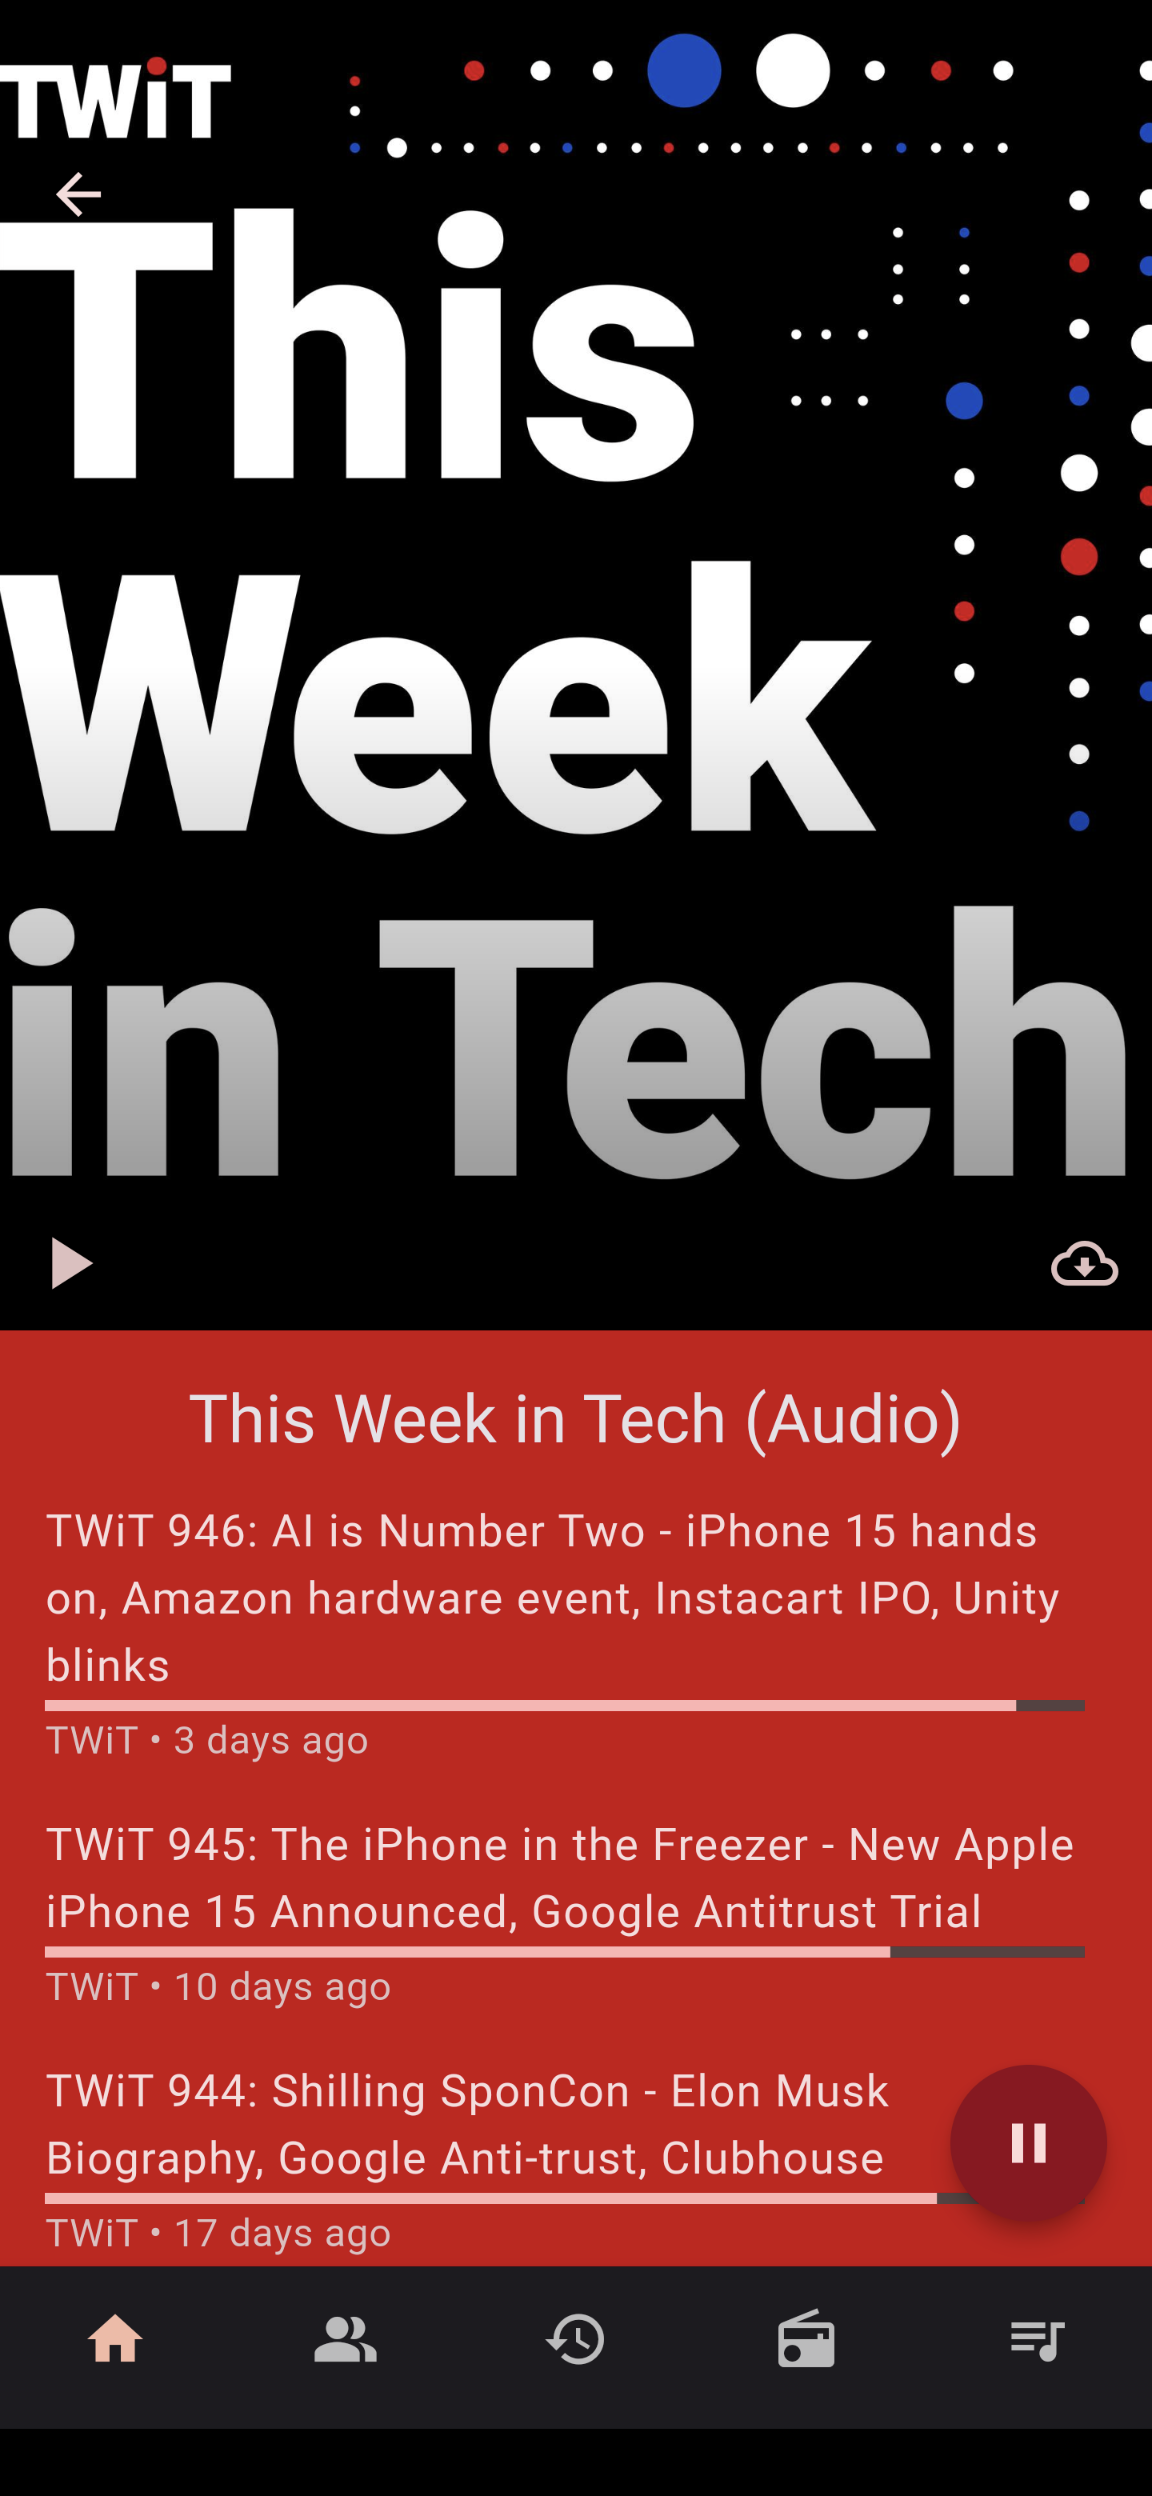 TWiT
This
Week
in Tech
This Week in Tech (Audio)
TWiT 946: AI is Number Two - iPhone 15 hands
on, Amazon hardware event, Instacart IPO, Unity
blinks
TWiT • 3 days ago
TWiT 945: The iPhone in the Freezer - New Apple
iPhone 15 Announced, Google Antitrust Trial
TWiT • 10 days ago
TWiT 944: Shilling SponCon - Elon Musk
Biography, Google Anti-trust, Clubhouse
TWiT • 17 days ago